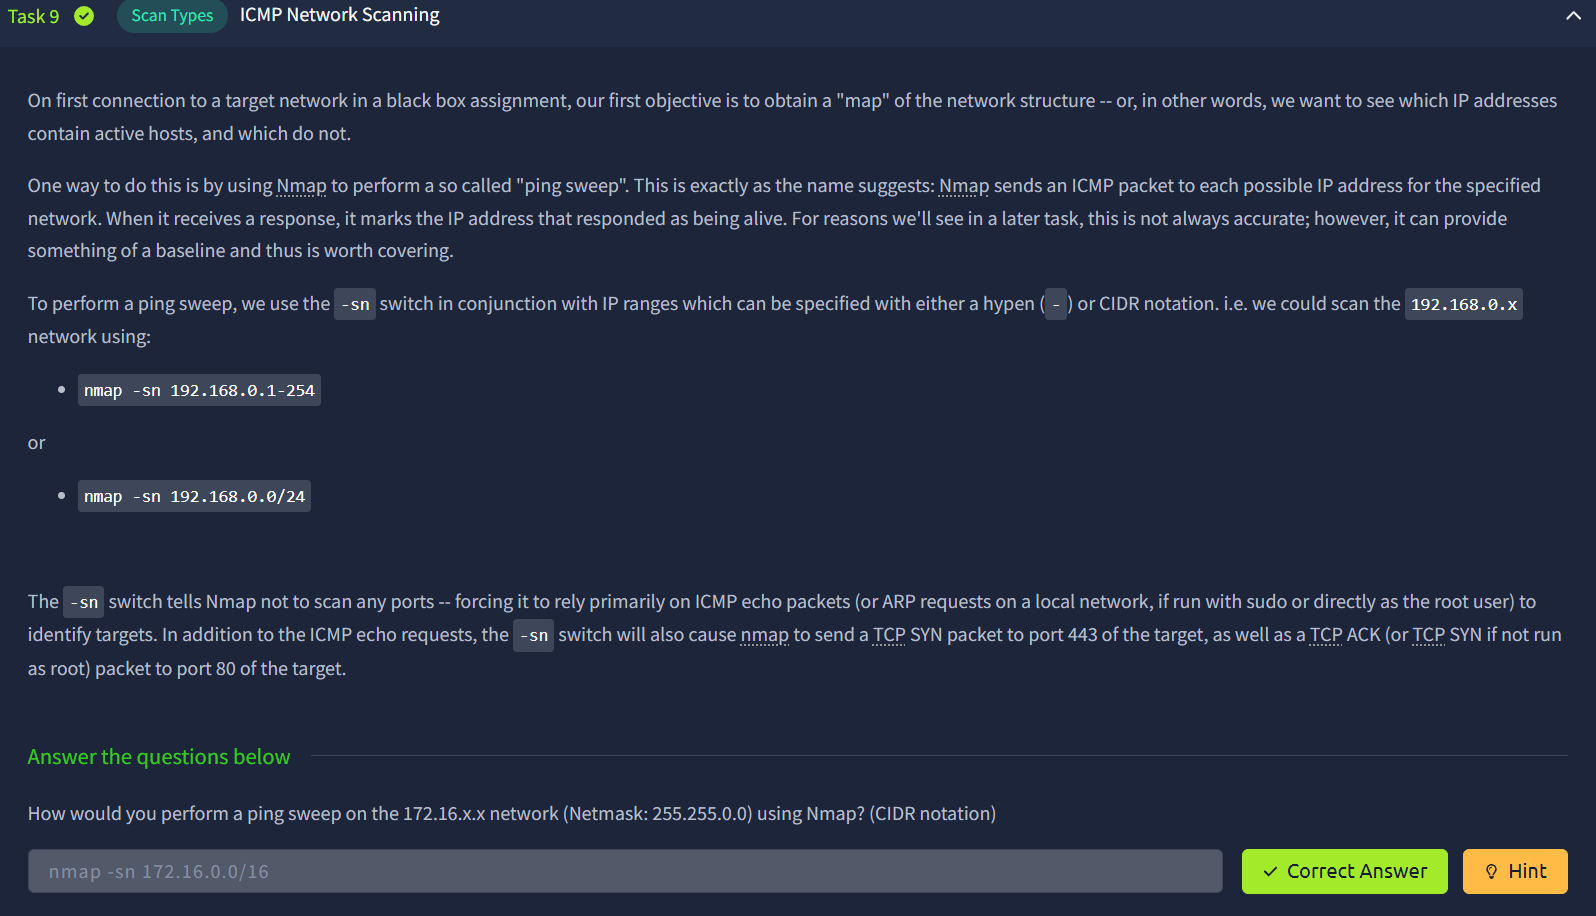 Task 9 Scan Types ICMP Network Scanning
On first connection to a target network in a black box assignment, our first objective is to obtain a "map" of the network structure -- or, in other words, we want to see which IP addresses
contain active hosts, and which do not.
One way to do this is by using Nmap to perform a so called "ping sweep". This is exactly as the name suggests: Nmap sends an ICMP packet to each possible IP address for the specified
network. When it receives a response, it marks the IP address that responded as being alive. For reasons we'll see in a later task, this is not always accurate; however, it can provide
something of a baseline and thus is worth covering.
To perform a ping sweep, we use the -sn switch in conjunction with IP ranges which can be specified with either a hypen ( - ) or CIDR notation. i.e. we could scan the 192.168.0.x
network using:
• nmap -sn 192.168.0.1-254
or
• nmap -sn 192.168.0.0/24
The -sn switch tells Nmap not to scan any ports -- forcing it to rely primarily on ICMP echo packets (or ARP requests on a local network, if run with sudo or directly as the root user) to
identify targets. In addition to the ICMP echo requests, the -sn switch will also cause nmap to send a TCP SYN packet to port 443 of the target, as well as a TCP ACK (or TCP SYN if not run
as root) packet to port 80 of the target.
Answer the questions below
How would you perform a ping sweep on the 172.16.x.x network (Netmask: 255.255.0.0) using Nmap? (CIDR notation)
nmap -sn 172.16.0.0/16 Correct Answer Hint